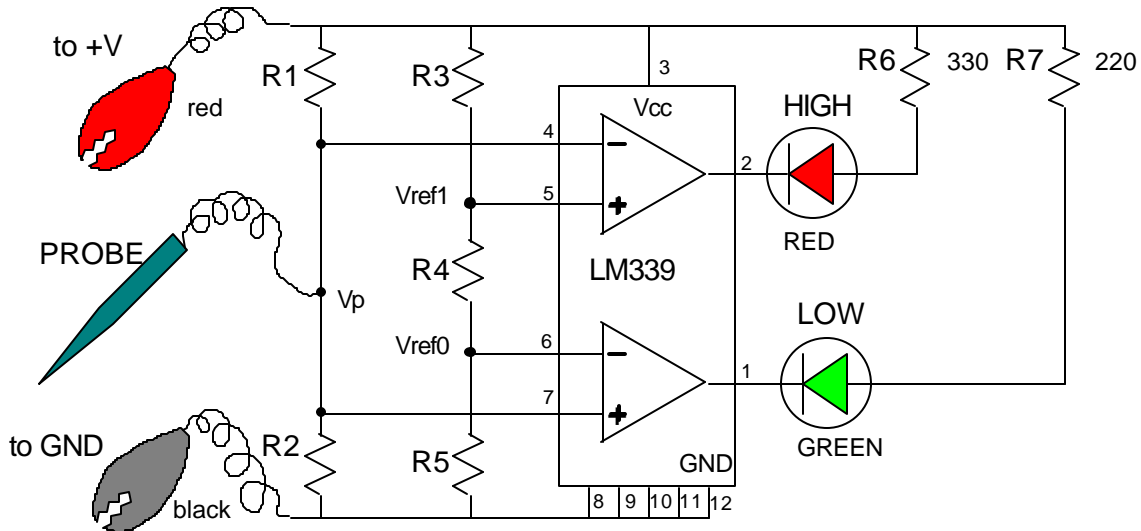 to +V
red
R1
R3
3
Vcc
R6
330
R7
220
HIGH
4
2
Vref1
5
RED
PROBE
R4
LM339
Vp
LOW
Vref0
6
1
7
to GND
R2
R5
GREEN
GND
black
8
9
10
11
12